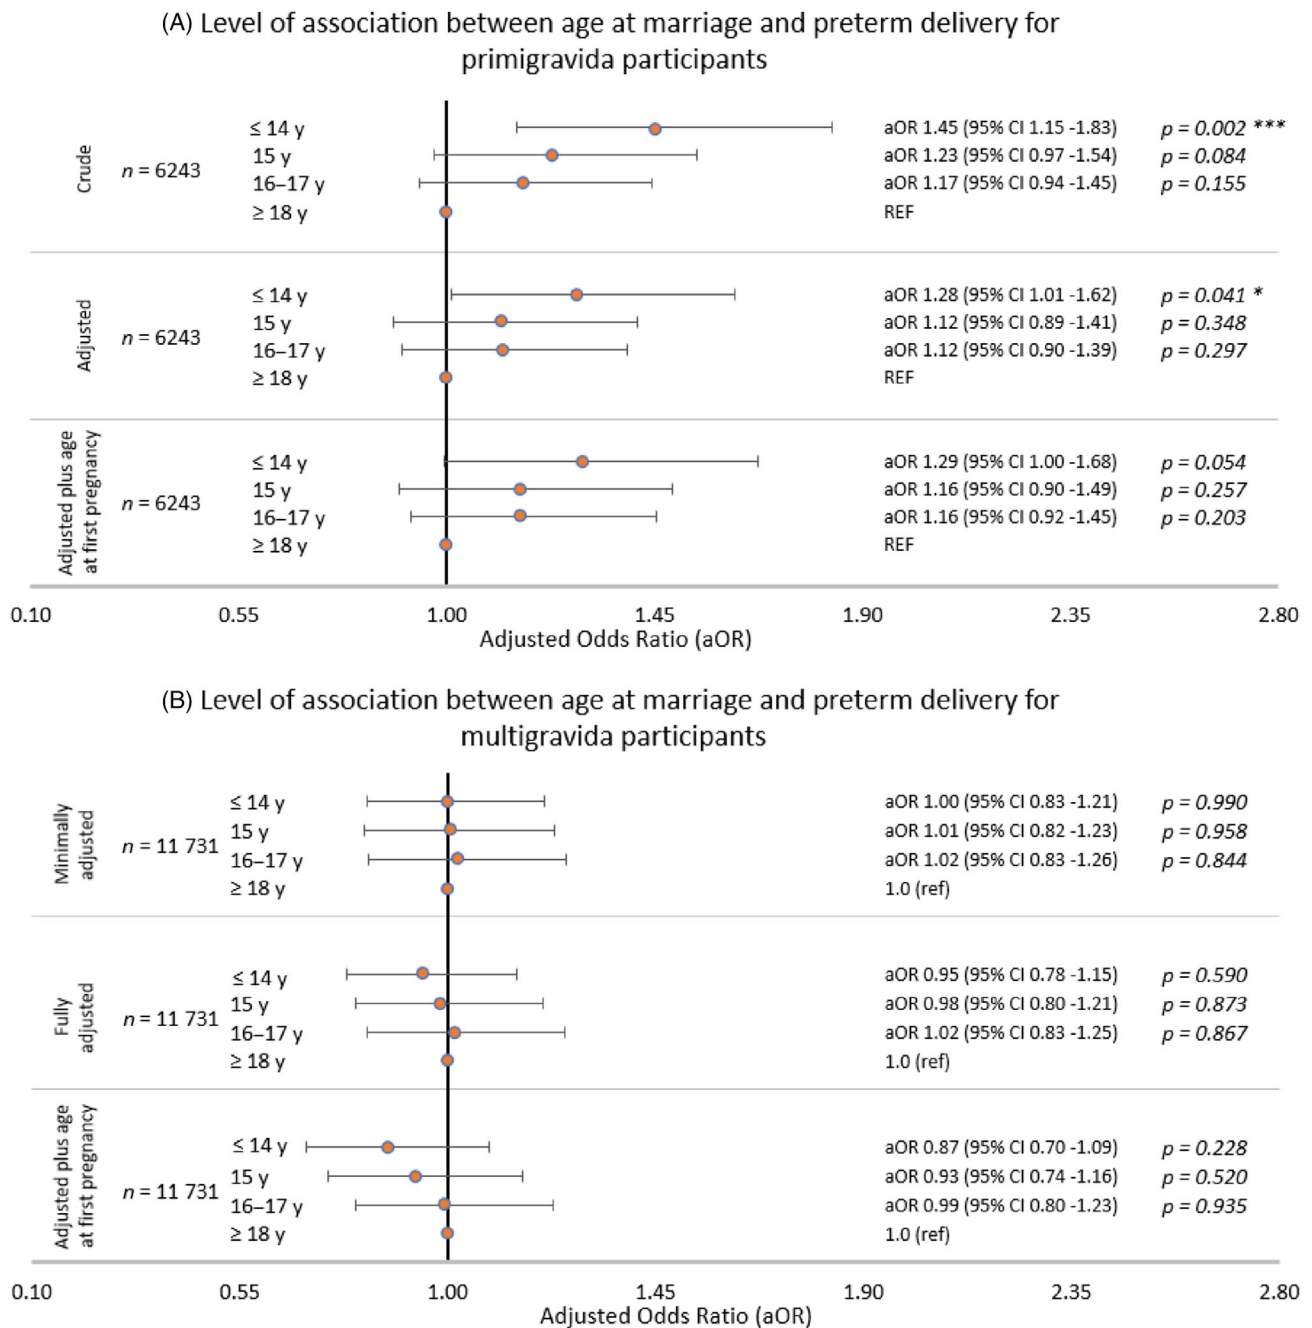 (A) Level of association between age at marriage and preterm delivery for
primigravida participants
Crude
n = 6243
≤ 14 y aOR 1.45 (95% CI 1.15 -1.83) p = 0.002 ***
15 y aOR 1.23 (95% CI 0.97 -1.54) p = 0.084
16–17 y aOR 1.17 (95% CI 0.94 -1.45) p = 0.155
≥ 18 y REF
Adjusted
n = 6243
≤ 14 y aOR 1.28 (95% CI 1.01 -1.62) p = 0.041 *
15 y aOR 1.12 (95% CI 0.89 -1.41) p = 0.348
16–17 y aOR 1.12 (95% CI 0.90 -1.39) p = 0.297
≥ 18 y REF
Adjusted plus age
at first pregnancy
n = 6243
≤ 14 y aOR 1.29 (95% CI 1.00 -1.68) p = 0.054
15 y aOR 1.16 (95% CI 0.90 -1.49) p = 0.257
16–17 y aOR 1.16 (95% CI 0.92 -1.45) p = 0.203
≥ 18 y REF
0.10 0.55 1.00 1.45 1.90 2.35 2.80
Adjusted Odds Ratio (aOR)
(B) Level of association between age at marriage and preterm delivery for
multigravida participants
Minimally
adjusted
n = 11 731
≤ 14 y aOR 1.00 (95% CI 0.83 -1.21) p = 0.990
15 y aOR 1.01 (95% CI 0.82 -1.23) p = 0.958
16–17 y aOR 1.02 (95% CI 0.83 -1.26) p = 0.844
≥ 18 y 1.0 (ref)
Fully
adjusted
n = 11 731
≤ 14 y aOR 0.95 (95% CI 0.78 -1.15) p = 0.590
15 y aOR 0.98 (95% CI 0.80 -1.21) p = 0.873
16–17 y aOR 1.02 (95% CI 0.83 -1.25) p = 0.867
≥ 18 y 1.0 (ref)
Adjusted plus age
at first pregnancy
n = 11 731
≤ 14 y aOR 0.87 (95% CI 0.70 -1.09) p = 0.228
15 y aOR 0.93 (95% CI 0.74 -1.16) p = 0.520
16–17 y aOR 0.99 (95% CI 0.80 -1.23) p = 0.935
≥ 18 y 1.0 (ref)
0.10 0.55 1.00 1.45 1.90 2.35 2.80
Adjusted Odds Ratio (aOR)